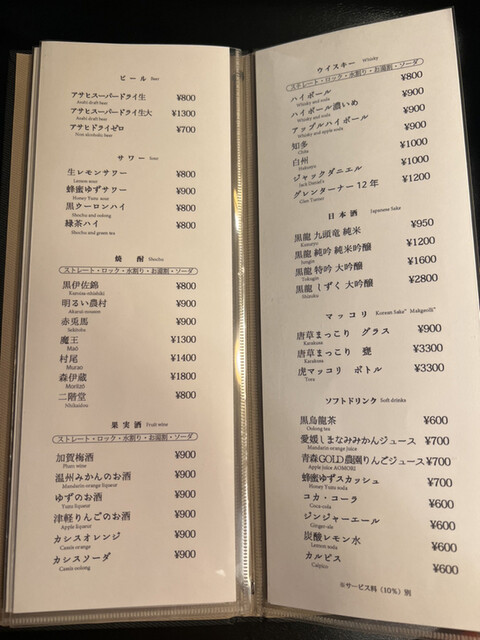 ビール Beer
アサヒスーパードライ生 ¥800
Asahi draft beer
アサヒスーパードライ生大 ¥1300
Asahi draft beer
アサヒドライゼロ ¥700
Non alcoholic beer
サワー sour
生レモンサワー ¥800
Lemon sour
蜂蜜ゆずサワー ¥900
Honey Yuzu sour
黒ウーロンハイ ¥800
Shochu and oolong
緑茶ハイ ¥800
Shochu and green tea
焼酎 Shochu
ストレート・ロック・水割り・お湯割・ソーダ
黒伊佐錦 ¥800
Kuroisa-nishiki
明るい農村 ¥900
Akarui nouson
赤兎馬 ¥900
Sekitoba
魔王 ¥1300
Maō
村尾 ¥1400
Murao
森伊蔵 ¥1800
Moriizō
二階堂 ¥800
Nhikaidou
果実酒 Fruit wine
ストレート・ロック・水割り・お湯割・ソーダ
加賀梅酒 ¥900
Plum wine
温州みかんのお酒 ¥900
Mandarin orange liqueur
ゆずのお酒 ¥900
Yuzu liqueur
津軽りんごのお酒 ¥900
Apple liqueur
カシスオレンジ ¥900
Cassis orange
カシスソーダ ¥900
Cassis oolong
ウイスキー Whisky
ストレート・ロック・水割り・お湯割・ソーダ
ハイボール ¥800
Whisky and soda
ハイボール濃いめ ¥900
Whisky and soda
アップルハイボール ¥900
Whisky and apple soda
知多 ¥1000
Chita
白州 ¥1000
Hakusyu
ジャックダニエル ¥1000
Jack Daniel's
グレンターナー12年 ¥1200
Glen Turner
日本酒 Japanese Sake
黒龍 九頭竜 純米 ¥950
Kuzuryu
黒龍 純吟 純米吟醸 ¥1200
Jungin
黒龍 特吟 大吟醸 ¥1600
Tokugin
黒龍 しずく 大吟醸 ¥2800
Shizuku
マッコリ Korean Sake" Makgeolli"
唐草まっこり グラス ¥900
Karakusa
唐草まっこり 甕 ¥3300
Karakusa
虎マッコリ ボトル ¥3300
Tora
ソフトドリンク Soft drinks
黒烏龍茶 ¥600
Oolong tea
愛媛しまなみみかんジュース ¥700
Mandarin orange juice
青森GOLD農園りんごジュース ¥700
Apple juice AOMORI
蜂蜜ゆずスカッシュ ¥700
Honey Yuzu soda
コカ・コーラ ¥600
Coca cola
ジンジャーエール ¥600
Ginger-ale
炭酸レモン水 ¥600
Lemon soda
カルピス ¥600
Calpico
※サービス料(10%)別